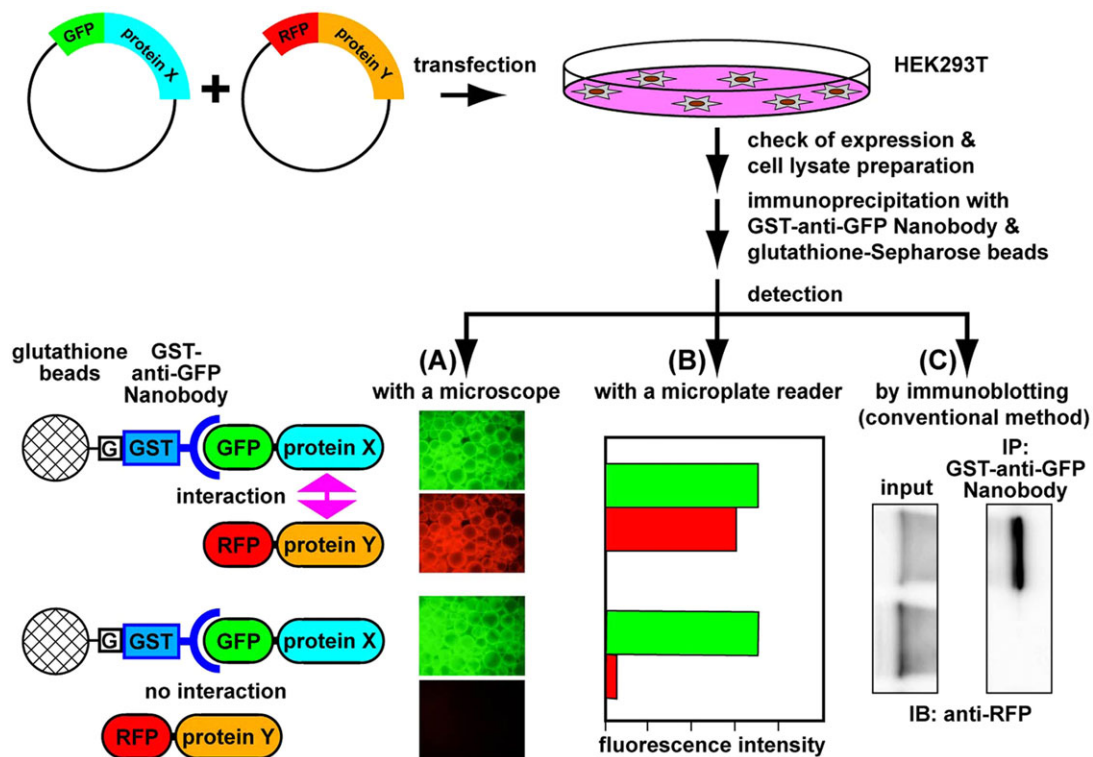 GFP
protein X
+
RFP
protein Y
transfection
HEK293T
check of expression &
cell lysate preparation
immunoprecipitation with
GST-anti-GFP Nanobody &
glutathione-Sepharose beads
detection
glutathione
beads
GST-
anti-GFP
Nanobody
G
GST
GFP
protein X
interaction
RFP
protein Y
G
GST
GFP
protein X
no interaction
RFP
protein Y
(A)
with a microscope
(B)
with a microplate reader
fluorescence intensity
(C)
by immunoblotting
(conventional method)
input
IP:
GST-anti-GFP
Nanobody
IB: anti-RFP